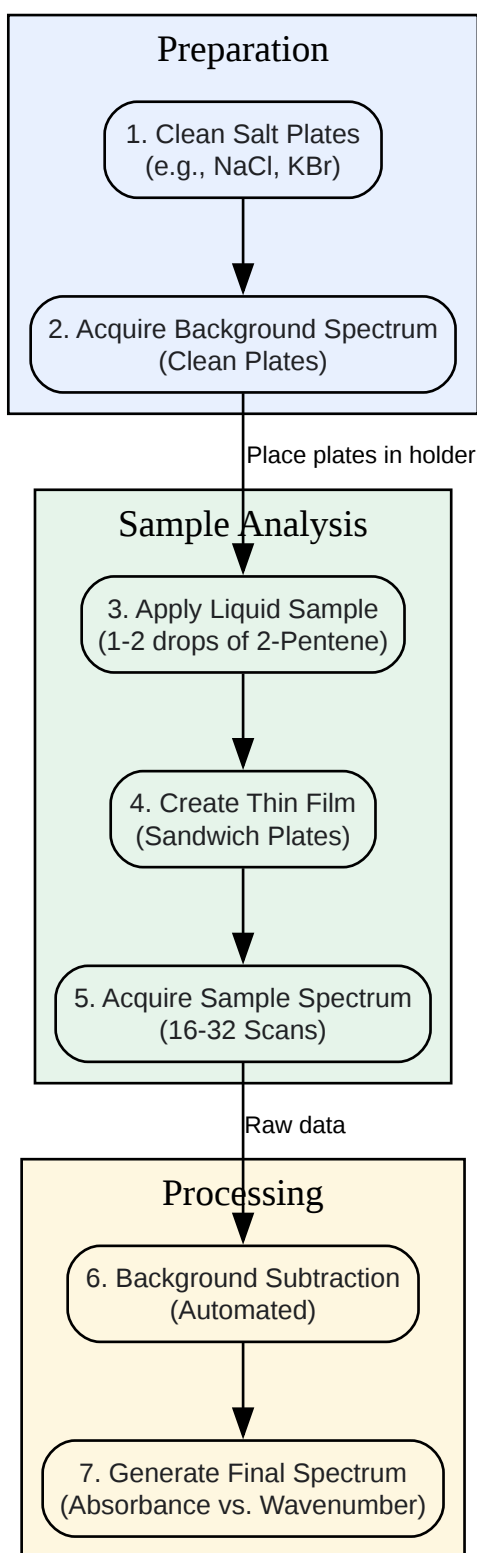 Preparation
1. Clean Salt Plates
(e.g., NaCl, KBr)
2. Acquire Background Spectrum
(Clean Plates)
Place plates in holder
Sample Analysis
3. Apply Liquid Sample
(1-2 drops of 2-Pentene)
4. Create Thin Film
(Sandwich Plates)
5. Acquire Sample Spectrum
(16-32 Scans)
Raw data
Processing
6. Background Subtraction
(Automated)
7. Generate Final Spectrum
(Absorbance vs. Wavenumber)